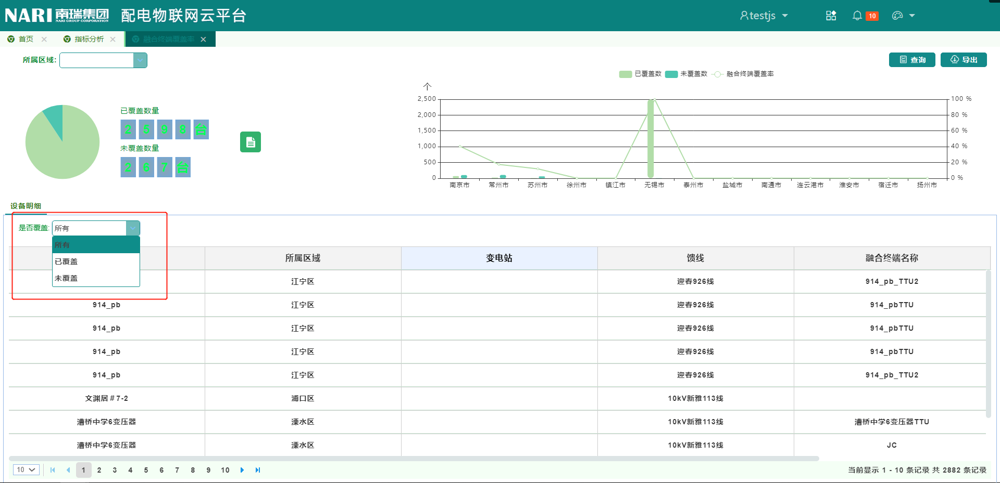 NARI 南瑞集团 NARI GROUP CORPORATION 配电物联网云平台 testjs 10
首页 指标分析 融合终端覆盖率
所属区域: 查询 导出
已覆盖数 未覆盖数 融合终端覆盖率
个
2,500 100 %
2,000 80 %
1,500 60 %
1,000 40 %
500 20 %
0 0 %
南京市 常州市 苏州市 徐州市 镇江市 无锡市 泰州市 盐城市 南通市 连云港市 淮安市 宿迁市 扬州市
已覆盖数量
2 5 9 8 台
未覆盖数量
2 6 7 台
设备明细
是否覆盖: 所有
所有
已覆盖
未覆盖
所属区域 变电站 馈线 融合终端名称
江宁区 迎春926线 914_pb_TTU2
914_pb 江宁区 迎春926线 914_pbTTU
914_pb 江宁区 迎春926线 914_pbTTU
914_pb 江宁区 迎春926线 914_pbTTU
914_pb 江宁区 迎春926线 914_pb_TTU2
文渊居#7-2 浦口区 10kV新雅113线
漕桥中学6变压器 溧水区 10kV新雅113线 漕桥中学6变压器TTU
漕桥中学6变压器 溧水区 10kV新雅113线 JC
10 1 2 3 4 5 6 7 8 9 10 当前显示 1 - 10 条记录 共 2882 条记录